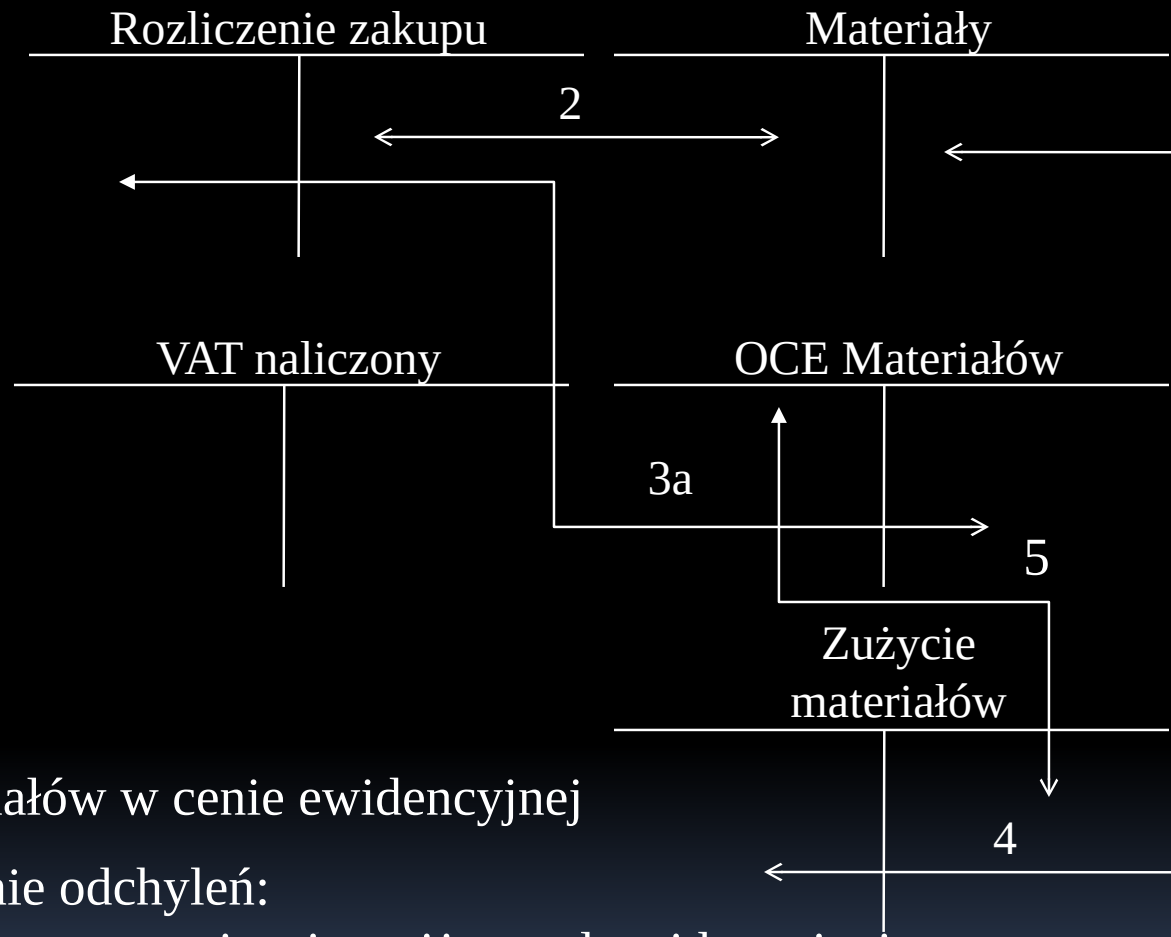 Rozliczenie zakupu
Materiały
2
VAT naliczony
OCE Materiałów
3a
5
Zużycie
materiałów
ałów w cenie ewidencyjnej
4
nie odchyleń: